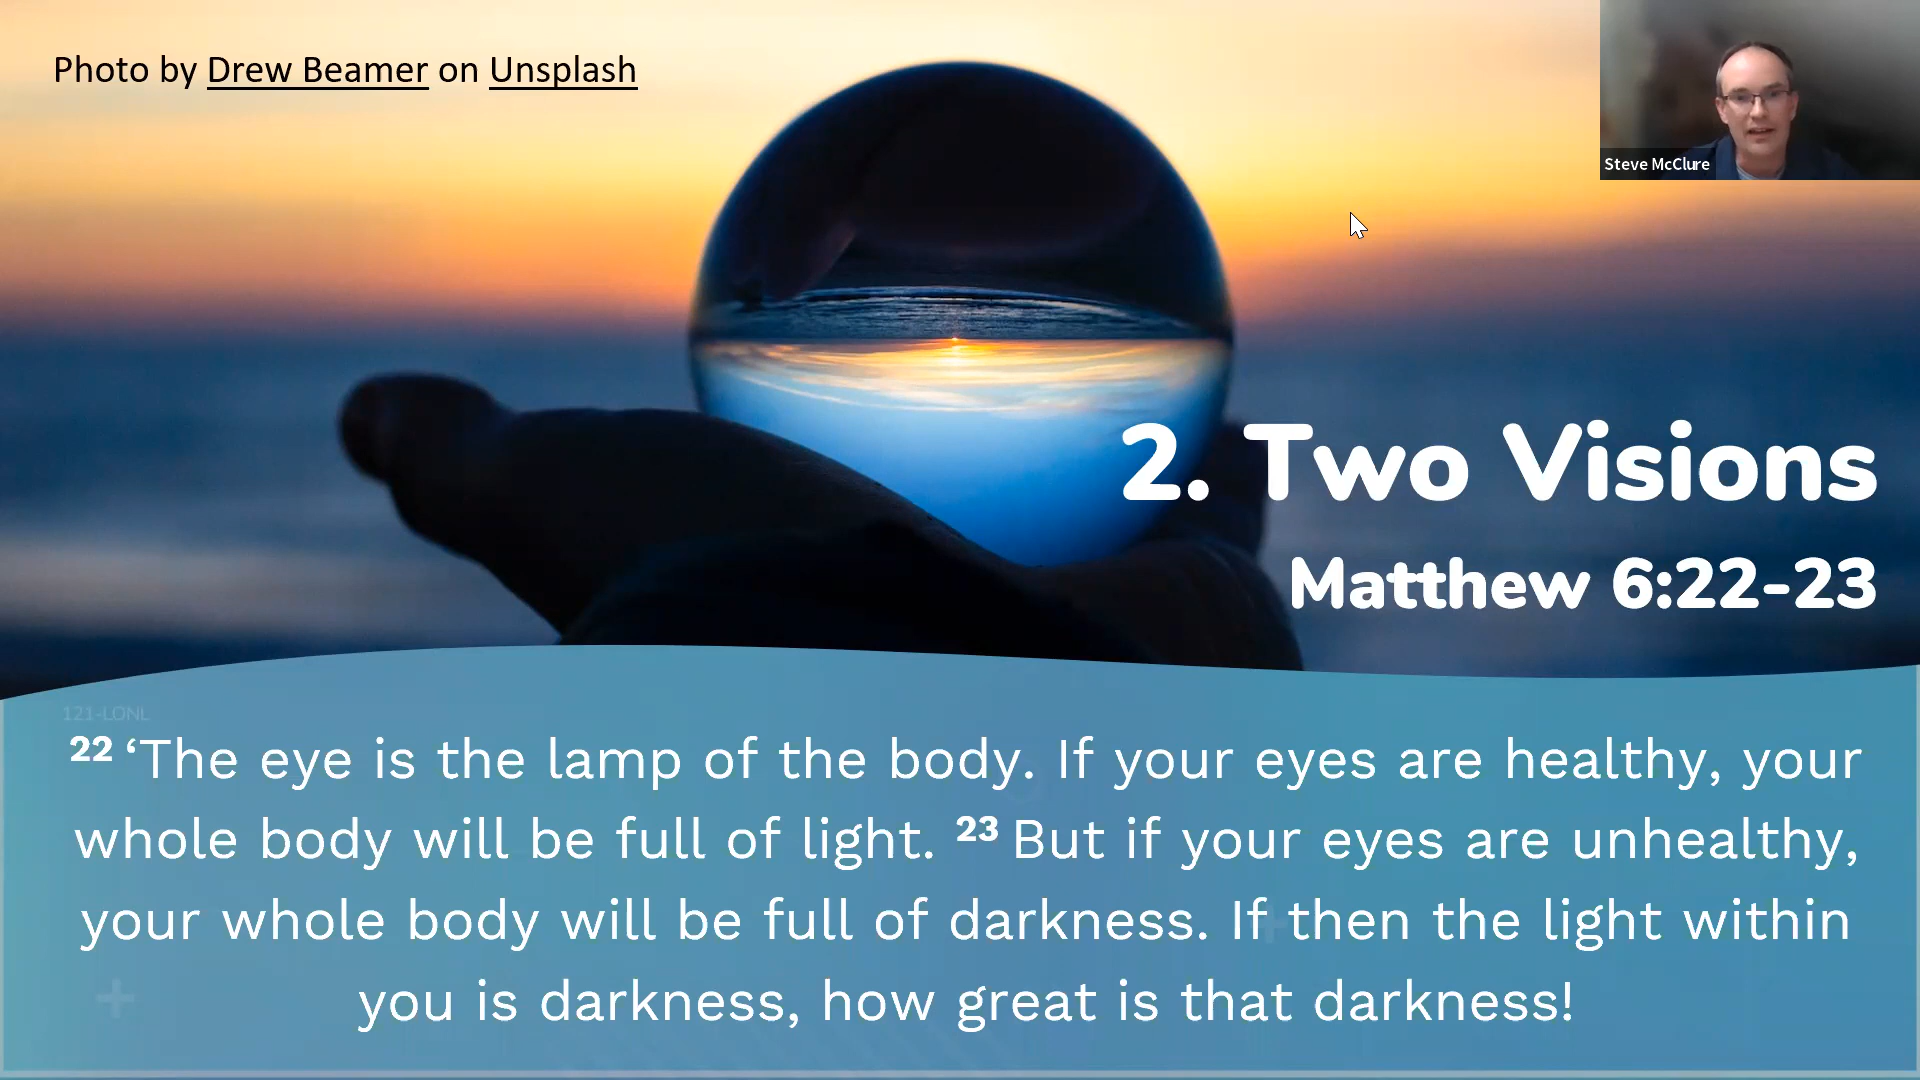 Photo by Drew Beamer on Unsplash
Steve McClure
2. Two Visions
Matthew 6:22-23
121-LONL
22 ‘The eye is the lamp of the body. If your eyes are healthy, your
whole body will be full of light. 23 But if your eyes are unhealthy,
your whole body will be full of darkness. If then the light within
you is darkness, how great is that darkness!